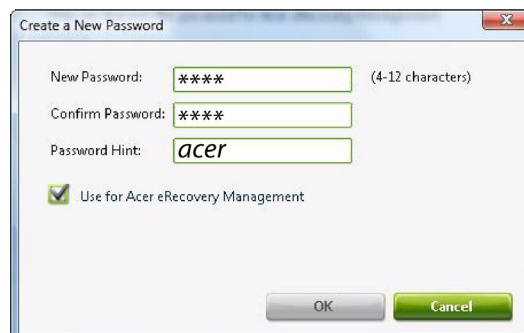 Create a New Password
New Password: **** (4-12 characters)
Confirm Password: ****
Password Hint: acer
Use for Acer eRecovery Management
OK Cancel